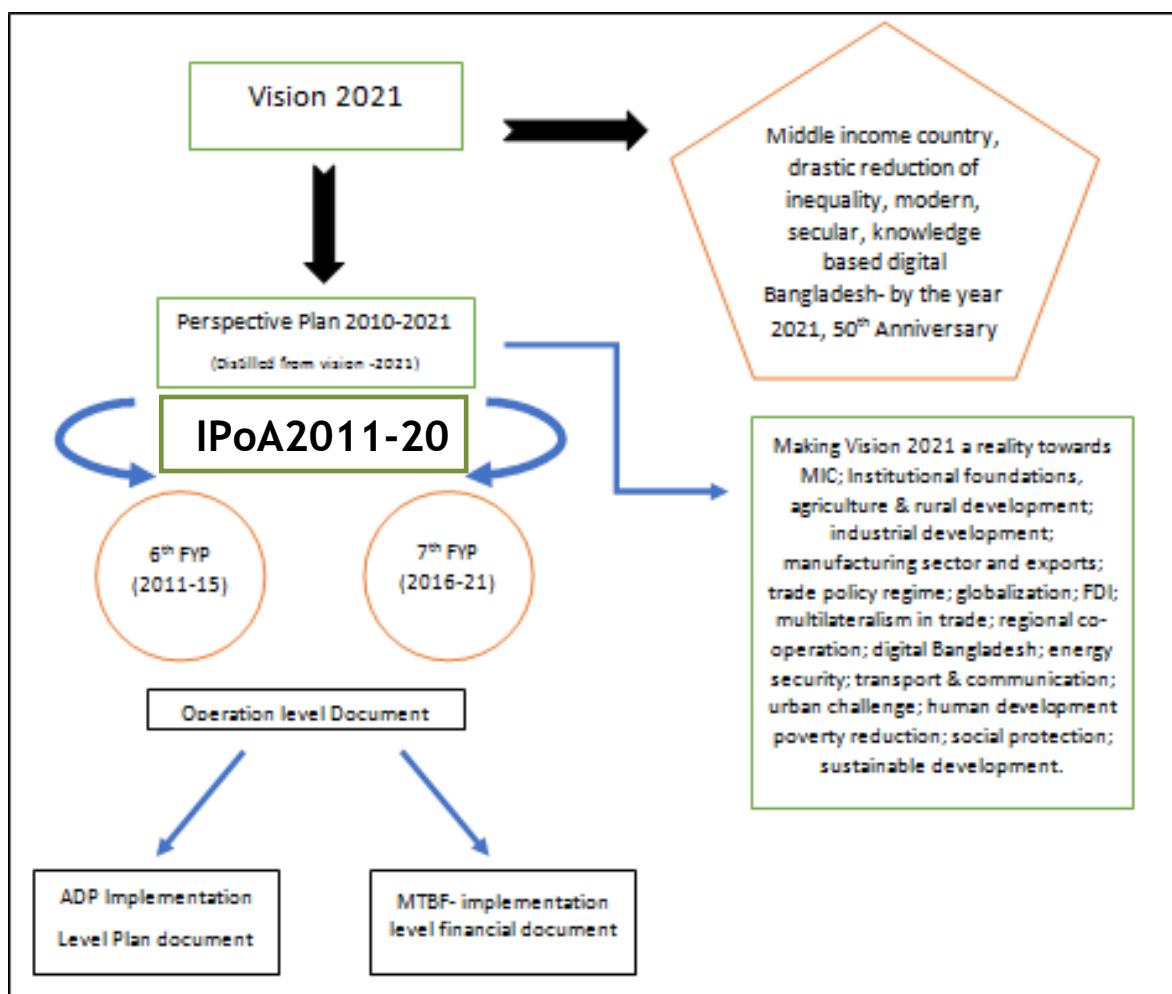 Vision 2021
Middle income country,
drastic reduction of
inequality, modern,
secular, knowledge
based digital
Bangladesh- by the year
2021, 50th Anniversary
Perspective Plan 2010-2021
(Distilled from vision -2021)
IPoA2011-20
6th FYP
(2011-15)
7th FYP
(2016-21)
Making Vision 2021 a reality towards
MIC; Institutional foundations,
agriculture & rural development;
industrial development;
manufacturing sector and exports;
trade policy regime; globalization; FDI;
multilateralism in trade; regional co-
operation; digital Bangladesh; energy
security; transport & communication;
urban challenge; human development
poverty reduction; social protection;
sustainable development.
Operation level Document
ADP Implementation
Level Plan document
MTBF- implementation
level financial document